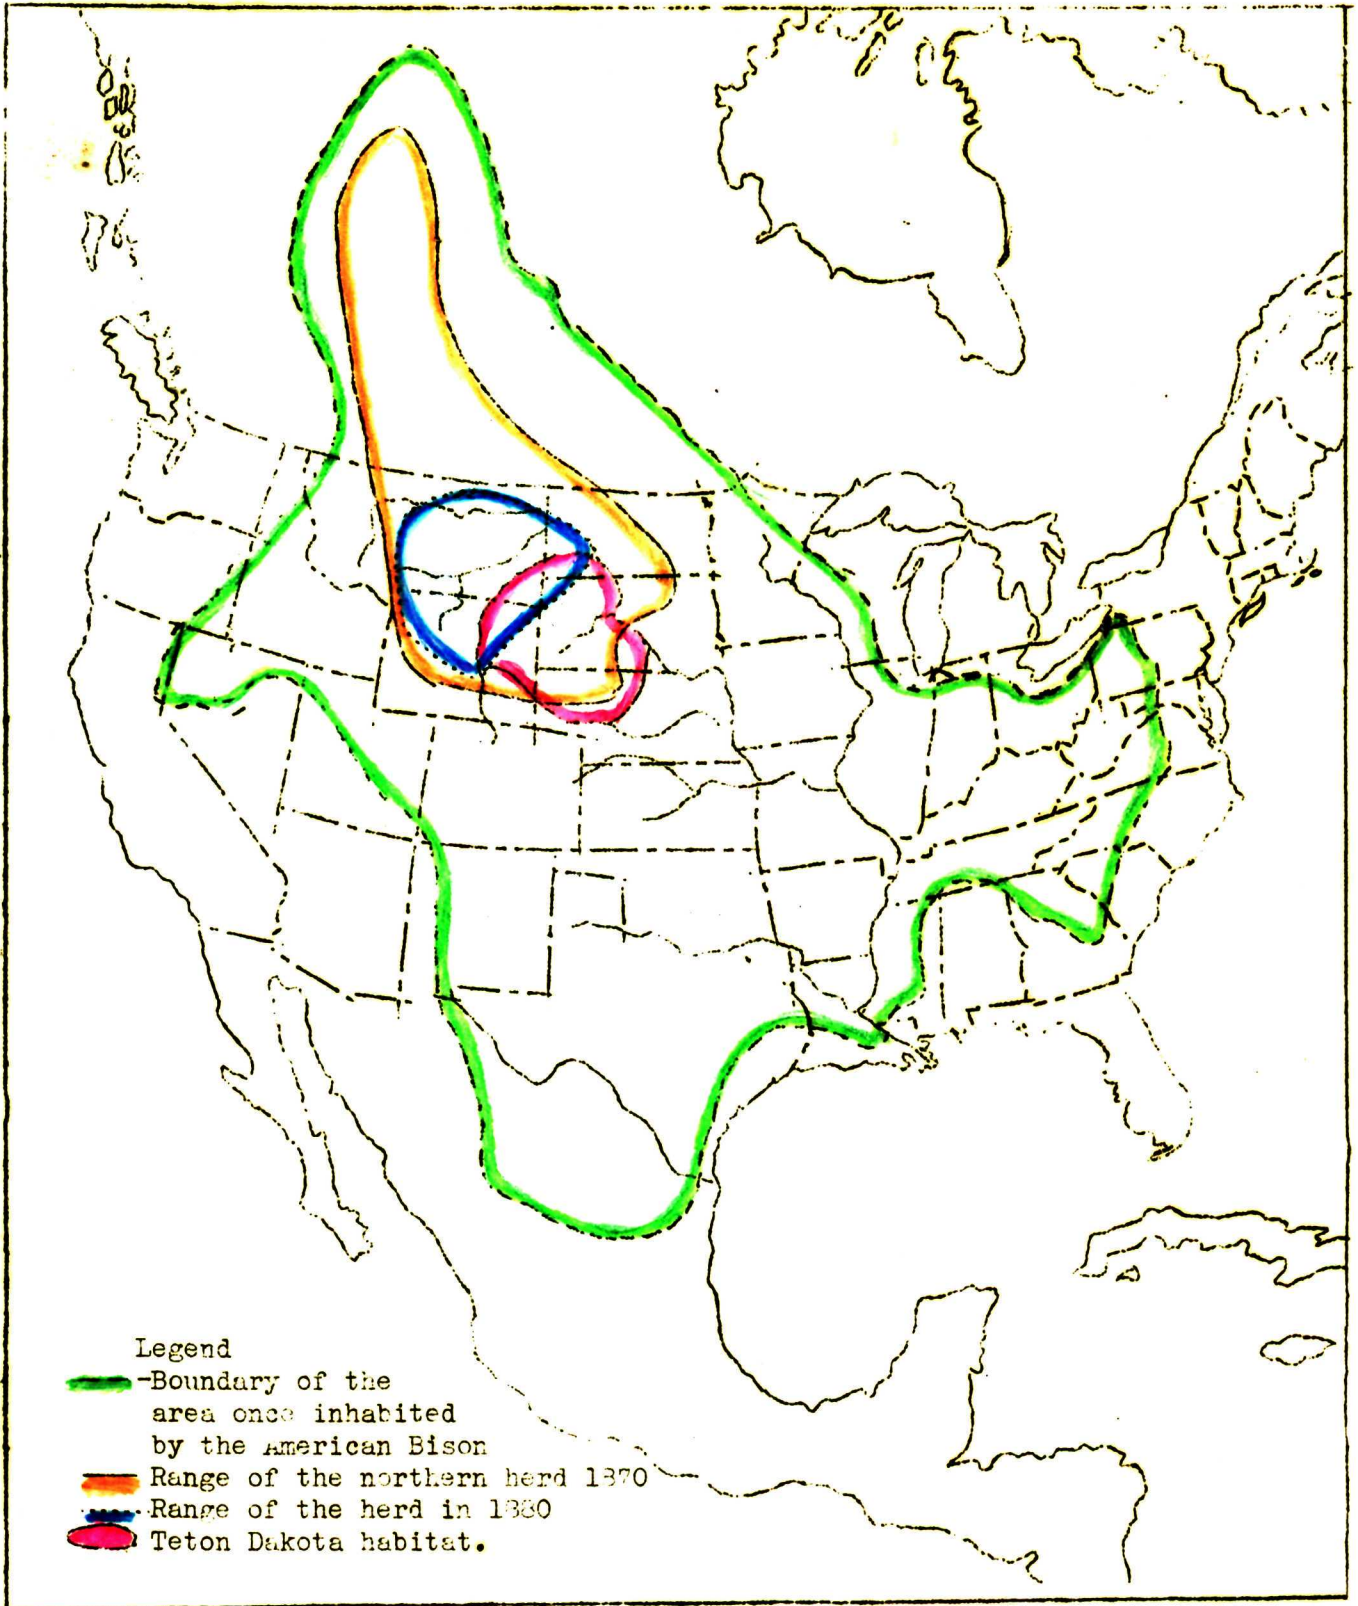 Legend
-Boundary of the
area once inhabited
by the American Bison
Range of the northern herd 1870
Range of the herd in 1880
Teton Dakota habitat.